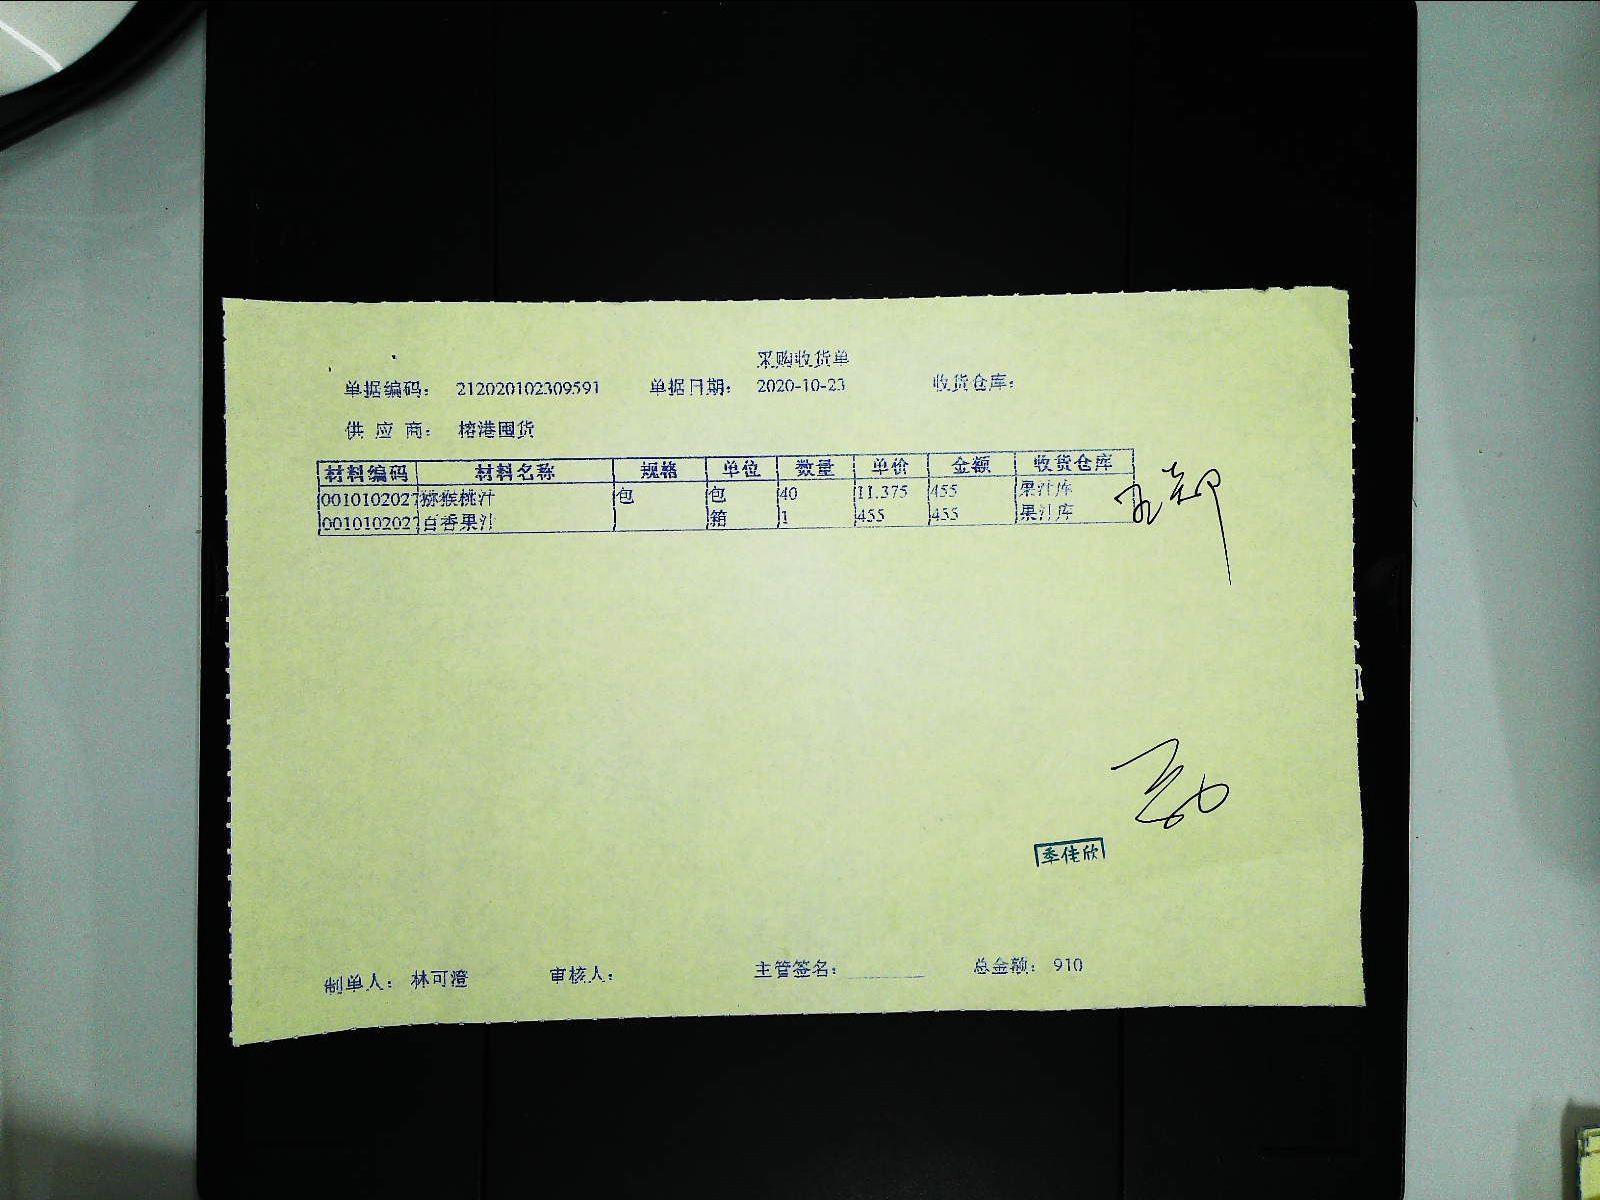 采购收货单
单据编码： 212020102309591 单据日期： 2020-10-23 收货仓库：
供 应 商： 榕港囤货
材料编码 材料名称 规格 单位 数量 单价 金额 收货仓库
0010102027 猕猴桃汁 包 包 40 11.375 455 果汁库
0010102027 百香果汁 箱 1 455 455 果汁库
季佳欣
制单人： 林可澄 审核人： 主管签名： 总金额： 910